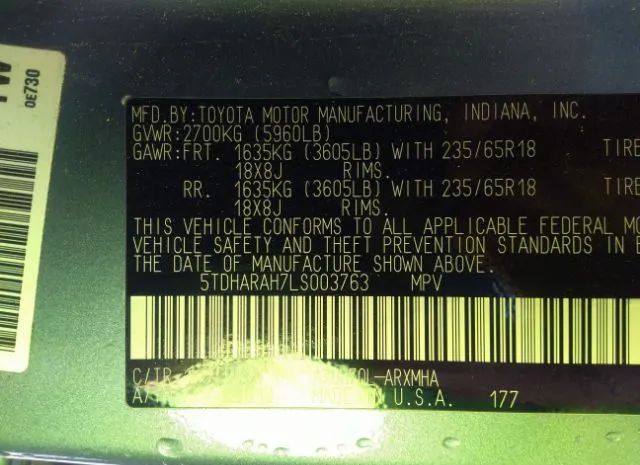 0E730
MFD.BY:TOYOTA MOTOR MANUFACTURING, INDIANA, INC.
GVWR:2700KG (5960LB)
GAWR:FRT. 1635KG (3605LB) WITH 235/65R18 TIRE
18X8J RIMS.
RR. 1635KG (3605LB) WITH 235/65R18 TIRE
18X8J RIMS.
THIS VEHICLE CONFORMS TO ALL APPLICABLE FEDERAL MO
VEHICLE SAFETY AND THEFT PREVENTION STANDARDS IN E
THE DATE OF MANUFACTURE SHOWN ABOVE.
5TDHARAH7LS003763 MPV
C/TR L-ARXMHA
MADE IN U.S.A. 177